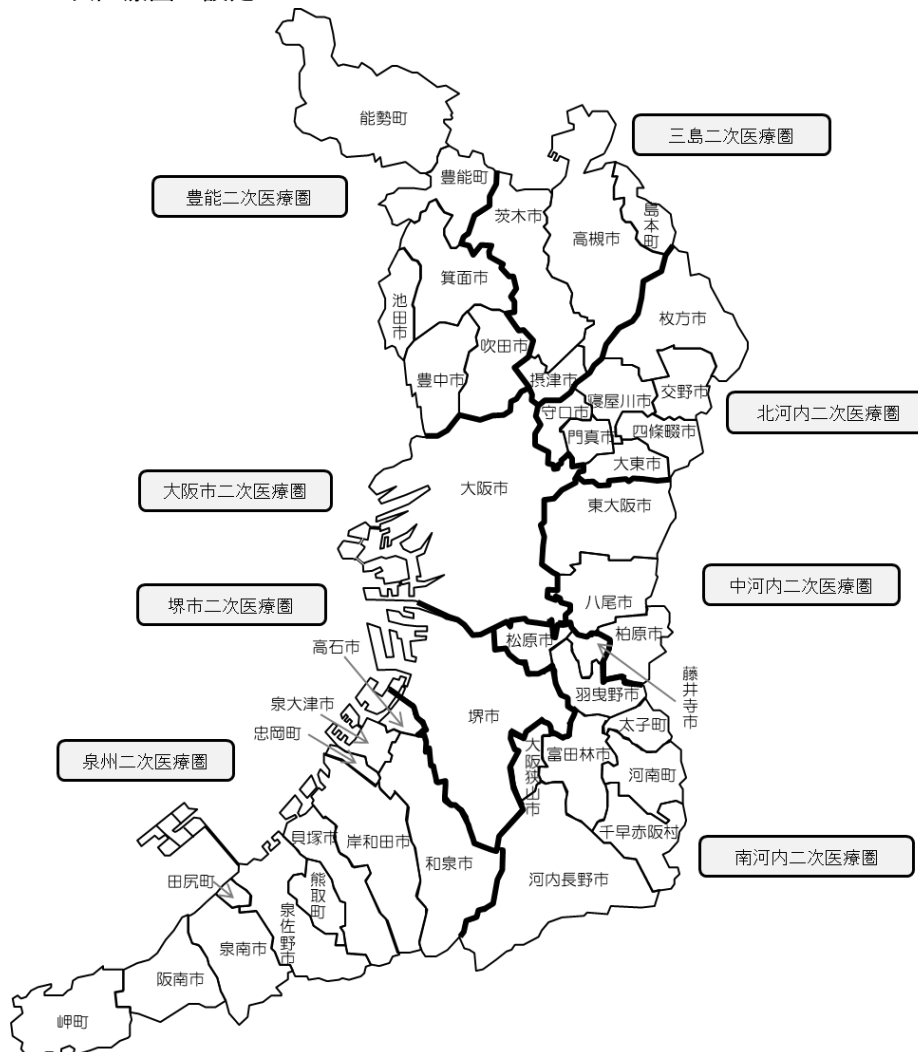 能勢町
三島二次医療圏
豊能町
豊能二次医療圏
茨木市
島本町
高槻市
箕面市
池田市
枚方市
吹田市
豊中市
摂津市
交野市
寝屋川市
守口市
北河内二次医療圏
門真市
四條畷市
大東市
大阪市二次医療圏
大阪市
東大阪市
中河内二次医療圏
八尾市
堺市二次医療圏
松原市
柏原市
高石市
藤井寺市
羽曳野市
泉大津市
堺市
太子町
忠岡町
大阪狭山市
富田林市
泉州二次医療圏
河南町
千早赤阪村
貝塚市
岸和田市
和泉市
南河内二次医療圏
河内長野市
田尻町
熊取町
泉佐野市
泉南市
阪南市
岬町